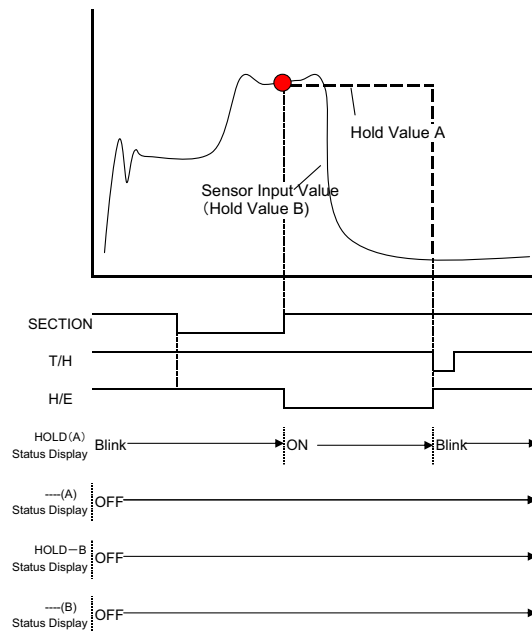 Hold Value A
Sensor Input Value
(Hold Value B)
SECTION
T/H
H/E
HOLD(A)
Status Display
Blink
ON
Blink
----(A)
Status Display
OFF
HOLD-B
Status Display
OFF
----(B)
Status Display
OFF